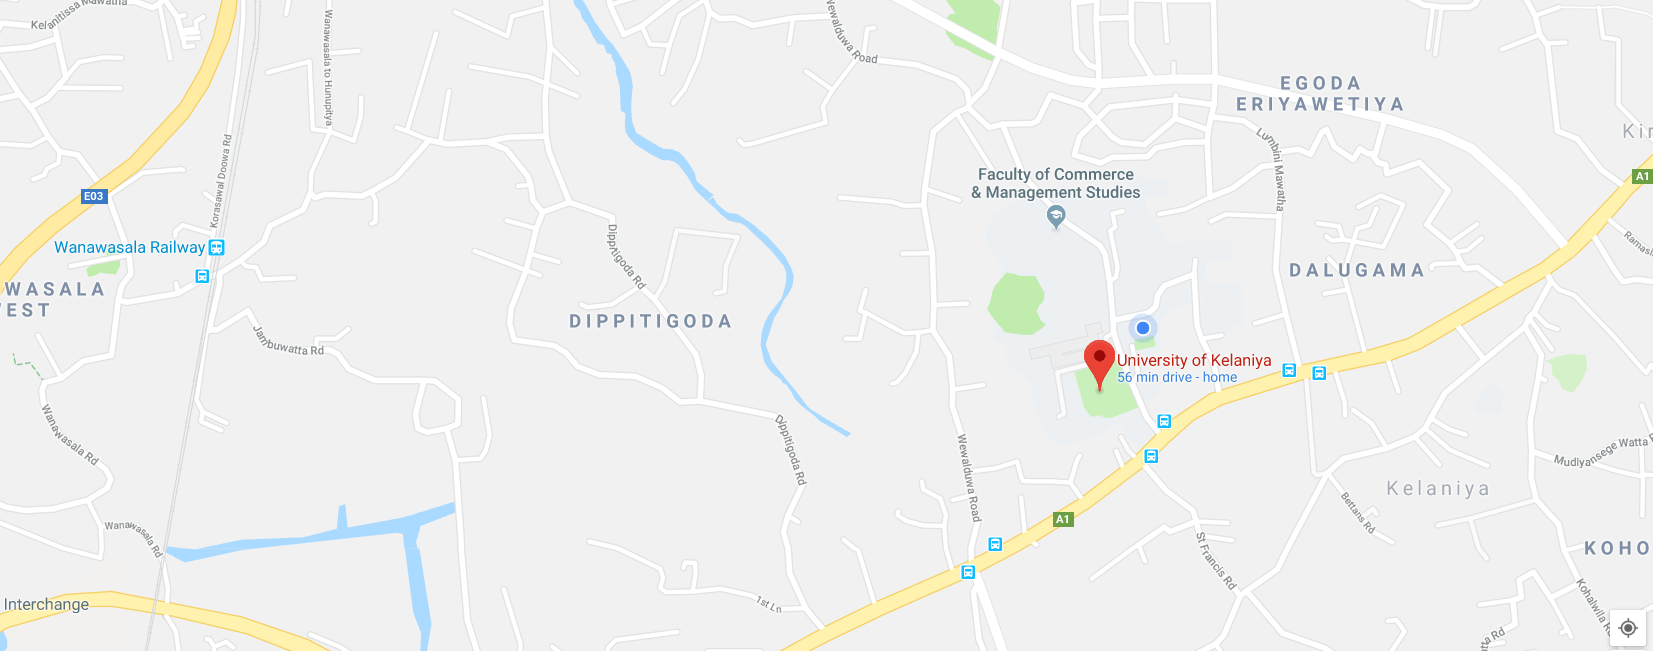 Kelanitissa Mawatha
Wanawasala to Hunupitiya
Wewalduwa Road
EGODA
ERIYAWETIYA
Kir
Korasawal Doowa Rd
Lumbini Mawatha
Faculty of Commerce
& Management Studies
A1
E03
Wanawasala Railway
Dippitigoda Rd
Ramas
WASALA
EST
DALUGAMA
DIPPITIGODA
Jambuwatta Rd
University of Kelaniya
56 min drive - home
Wanawasala Rd
Dippitigoda Rd
Wewalduwa Road
Mudiyansege Watta
Kelaniya
Bettans Rd
Wanawasala Rd
A1
St Francis Rd
KOHO
Interchange
1st Ln
Kohalwila Rd
ta Rd